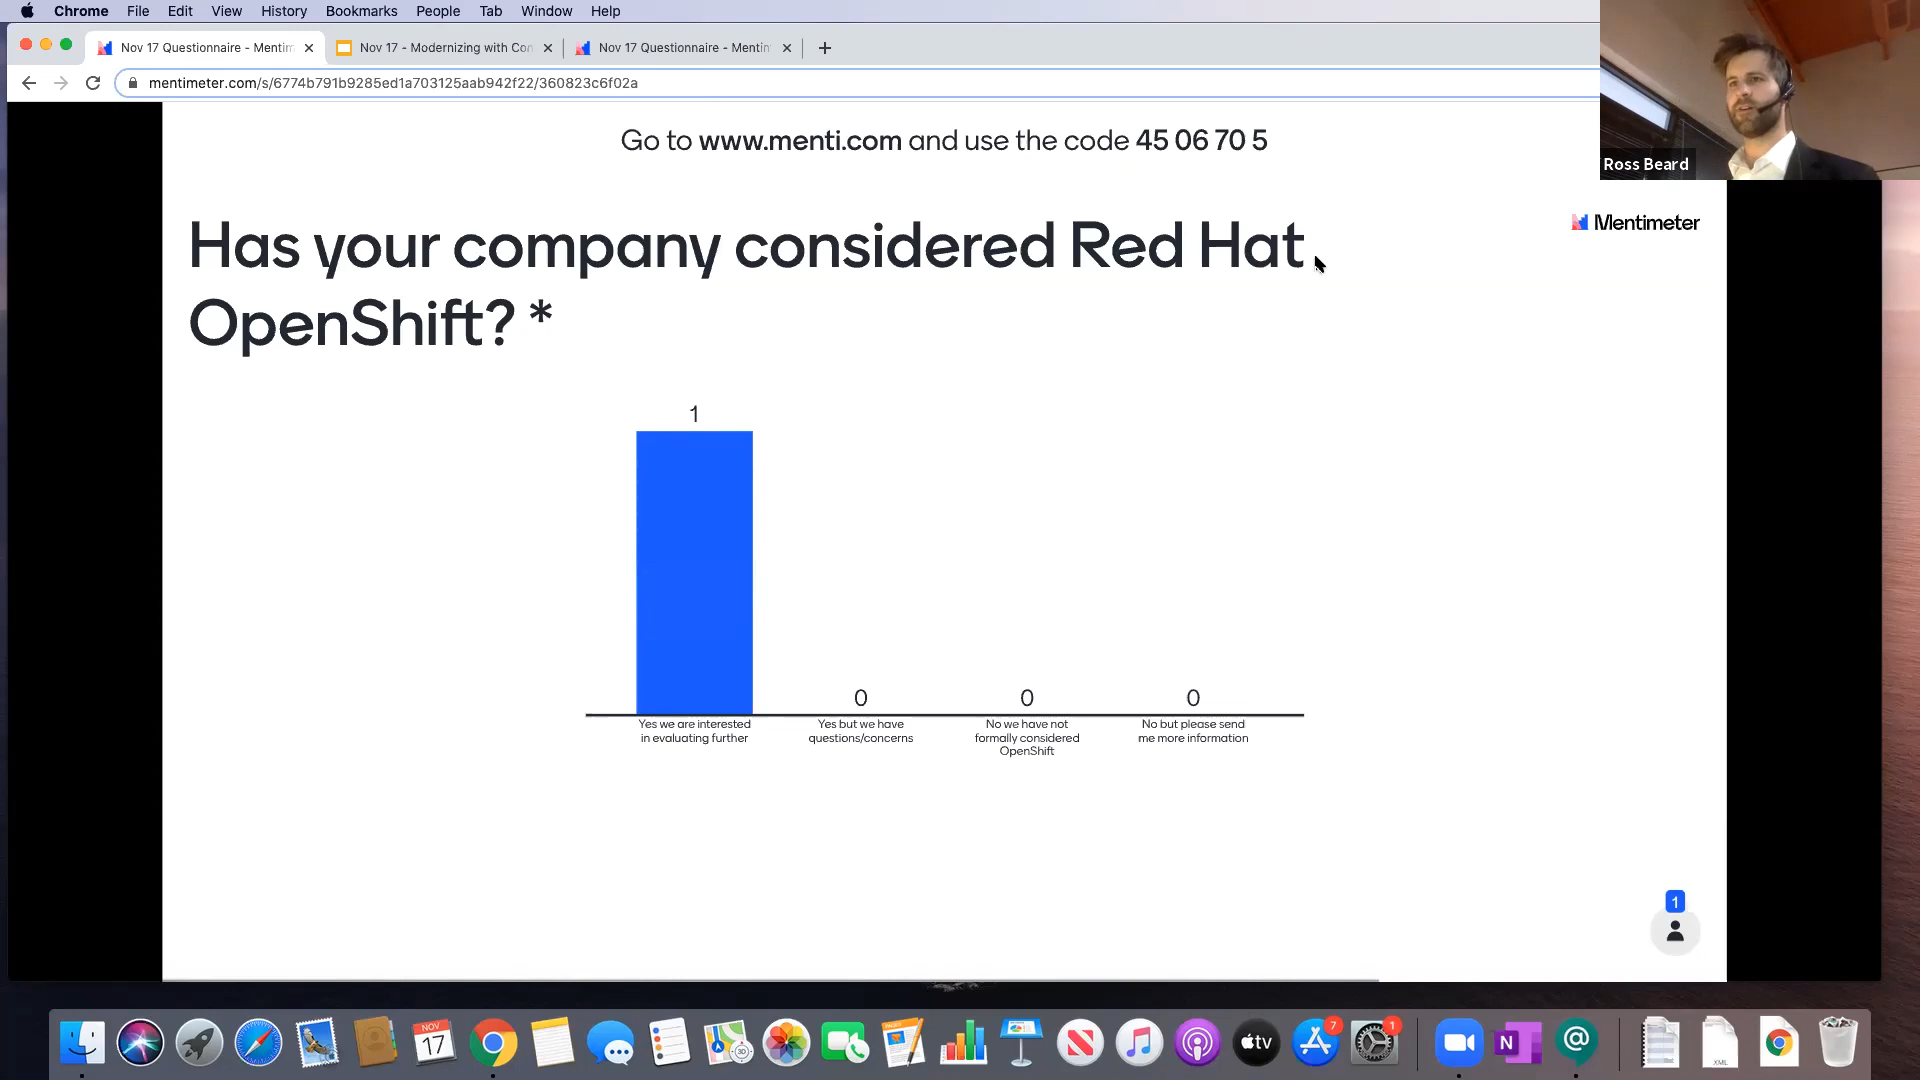 Chrome File Edit View History Bookmarks People Tab Window Help
Nov 17 Questionnaire - Mentim
Nov 17 - Modernizing with Con
Nov 17 Questionnaire - Mentim
mentimeter.com/s/6774b791b9285ed1a703125aab942f22/360823c6f02a
Go to www.menti.com and use the code 45 06 70 5
Ross Beard
Mentimeter
Has your company considered Red Hat
OpenShift? *
1
0
0
0
Yes we are interested
in evaluating further
Yes but we have
questions/concerns
No we have not
formally considered
OpenShift
No but please send
me more information
1
NOV
17
3D
tv
7
1
N
@
XML